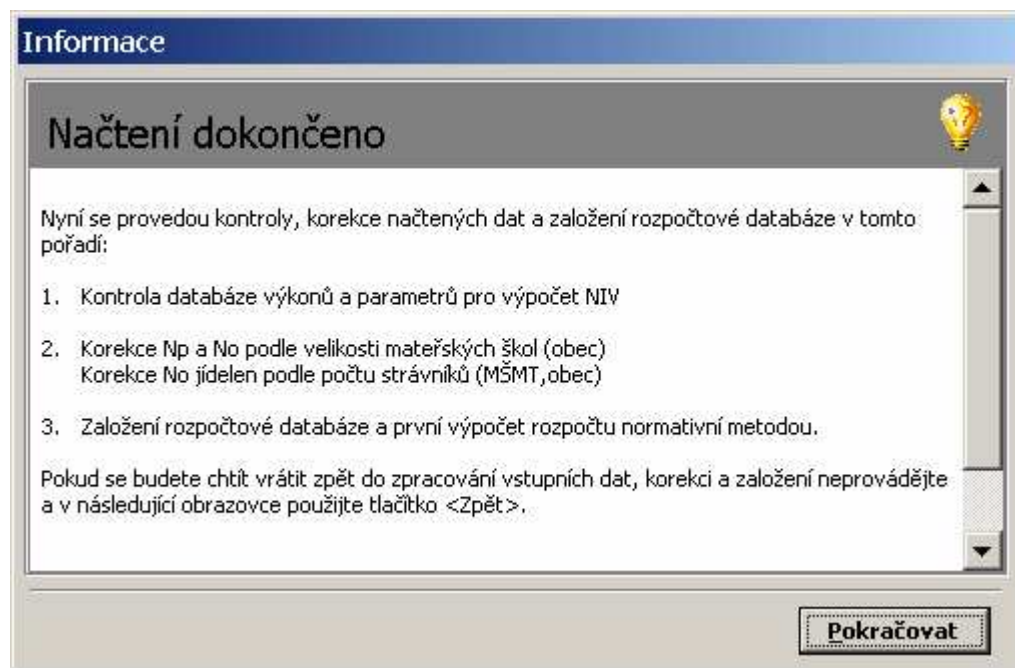 Informace
Načtení dokončeno
Nyní se provedou kontroly, korekce načtených dat a založení rozpočtové databáze v tomto
pořadí:
1. Kontrola databáze výkonů a parametrů pro výpočet NIV
2. Korekce Np a No podle velikosti mateřských škol (obec)
Korekce No jídelen podle počtu strávníků (MŠMT,obec)
3. Založení rozpočtové databáze a první výpočet rozpočtu normativní metodou.
Pokud se budete chtít vrátit zpět do zpracování vstupních dat, korekci a založení neprovádějte
a v následující obrazovce použijte tlačítko <Zpět>.
Pokračovat